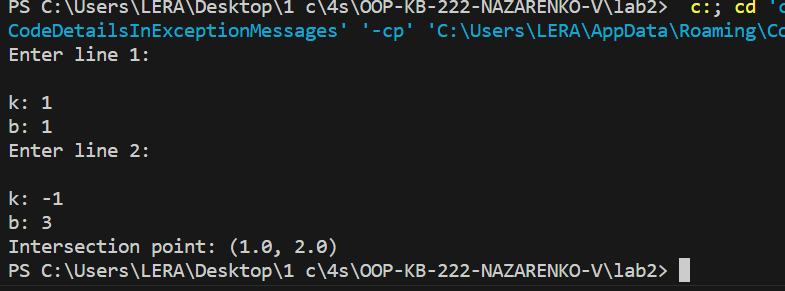 PS C:\Users\LERA\Desktop\1 c\4s\OOP-KB-222-NAZARENKO-V\lab2>  c:; cd 'c
CodeDetailsInExceptionMessages' '-cp' 'C:\Users\LERA\AppData\Roaming\Co
Enter line 1:
k: 1
b: 1
Enter line 2:
k: -1
b: 3
Intersection point: (1.0, 2.0)
PS C:\Users\LERA\Desktop\1 c\4s\OOP-KB-222-NAZARENKO-V\lab2>